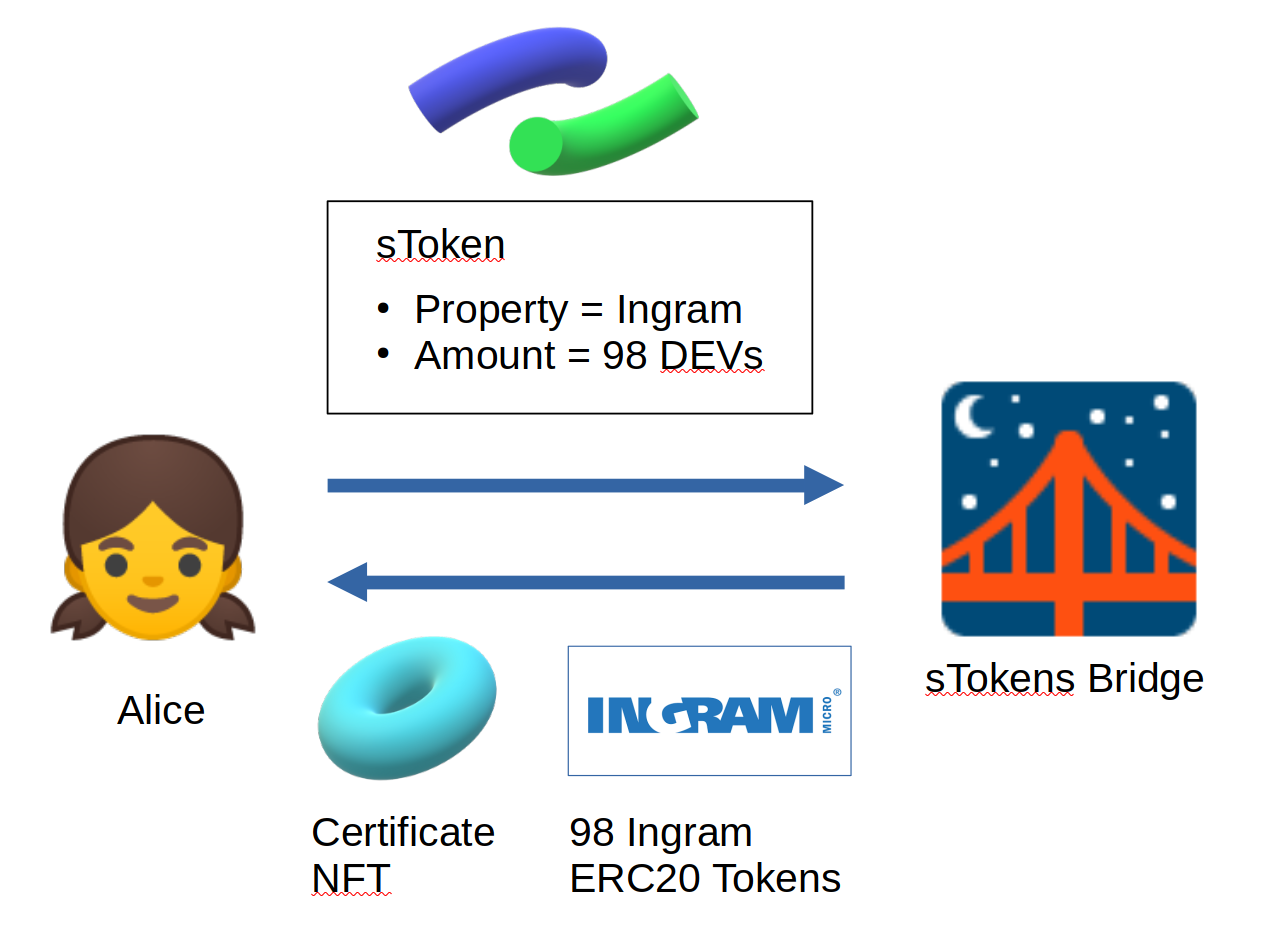 sToken
• Property = Ingram
• Amount = 98 DEVs
Alice
sTokens Bridge
INGRAM MICRO®
Certificate
NFT
98 Ingram
ERC20 Tokens